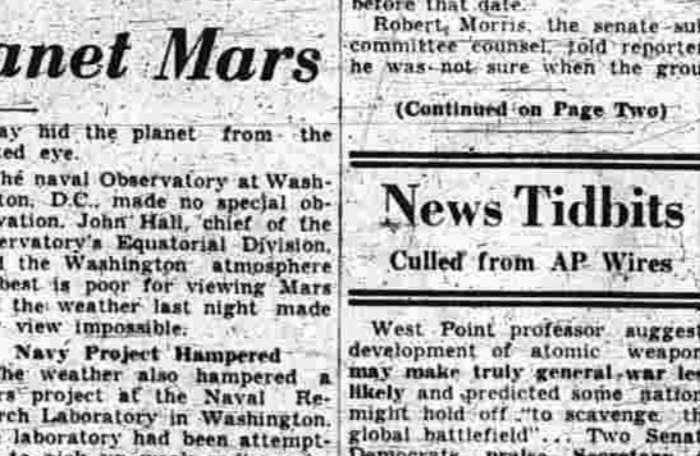 anet Mars
ay hid the planet from the
ed eye.
he naval Observatory at Wash-
ton, D.C., made no special ob-
vation. John Hall, chief of the
ervatory's Equatorial Division,
the Washington atmosphere
best is poor for viewing Mars
the weather last night made
view impossible.
Navy Project Hampered
he weather also hampered a
rs project at the Naval Re-
rch Laboratory in Washington.
laboratory had been attempt-
before that date.
Robert Morris, the senate su
committee counsel, told reporte
he was not sure when the grou
(Continued on Page Two)
News Tidbits
Culled from AP Wires
West Point professor suggest
development of atomic weapon
may make truly general war les
likely and predicted some nation
might hold off "to scavenge th
global battlefield"... Two Sena
Democrats praise Secretary